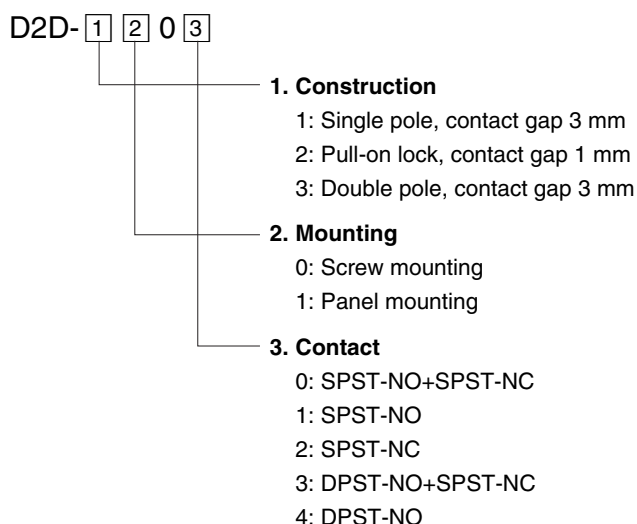 D2D- 1 2 0 3
1. Construction
1: Single pole, contact gap 3 mm
2: Pull-on lock, contact gap 1 mm
3: Double pole, contact gap 3 mm
2. Mounting
0: Screw mounting
1: Panel mounting
3. Contact
0: SPST-NO+SPST-NC
1: SPST-NO
2: SPST-NC
3: DPST-NO+SPST-NC
4: DPST-NO